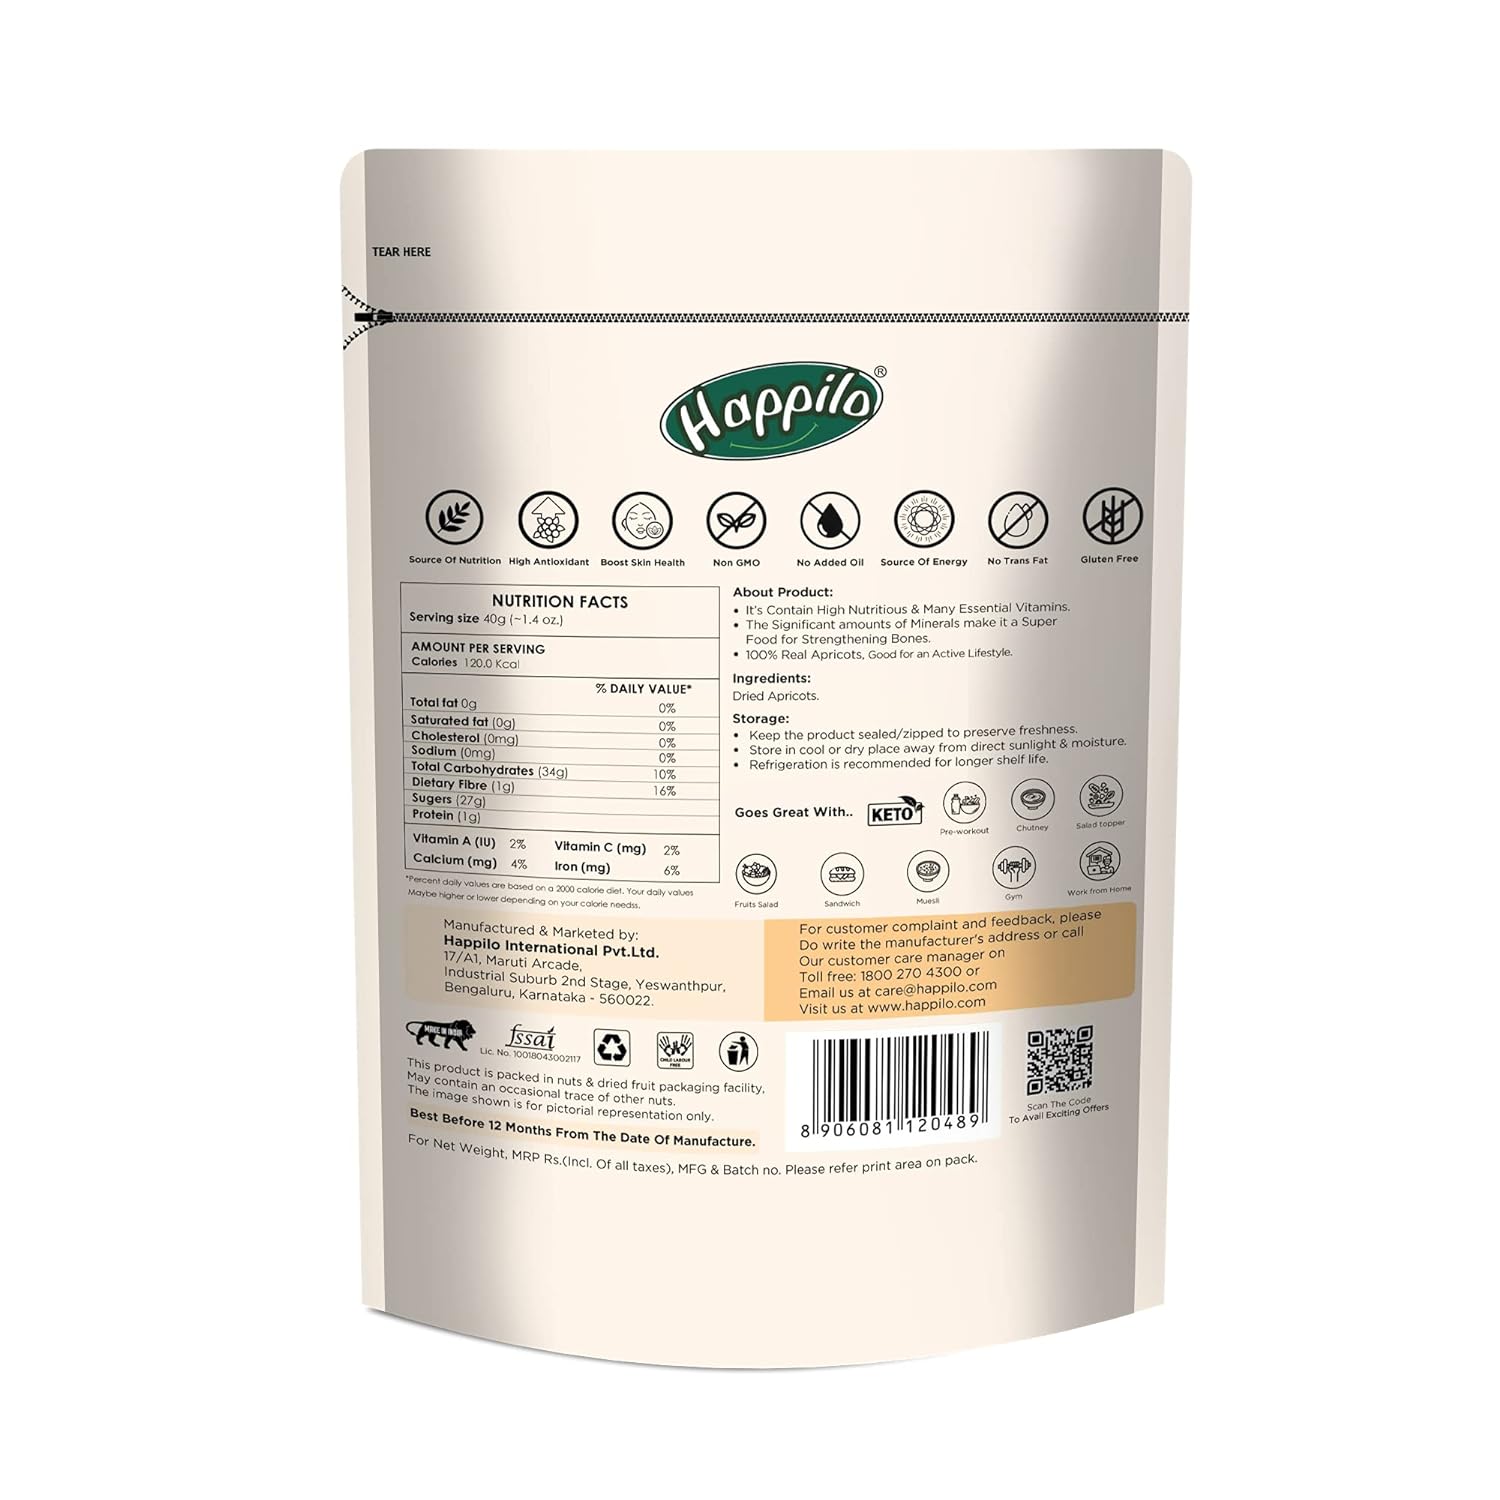 TEAR HERE
Happilo®
Source Of Nutrition
High Antioxidant
Boost Skin Health
Non GMO
No Added Oil
Source Of Energy
No Trans Fat
Gluten Free
NUTRITION FACTS
Serving size 40g (~1.4 oz.)
AMOUNT PER SERVING
Calories 120.0 Kcal
% DAILY VALUE*
Total fat 0g 0%
Saturated fat (0g) 0%
Cholesterol (0mg) 0%
Sodium (0mg) 0%
Total Carbohydrates (34g) 10%
Dietary Fibre (1g) 16%
Sugers (27g)
Protein (1g)
Vitamin A (IU) 2% Vitamin C (mg) 2%
Calcium (mg) 4% Iron (mg) 6%
*Percent daily values are based on a 2000 calorie diet. Your daily values
Maybe higher or lower depending on your calorie needss.
About Product:
• It's Contain High Nutritious & Many Essential Vitamins.
• The Significant amounts of Minerals make it a Super
Food for Strengthening Bones.
• 100% Real Apricots, Good for an Active Lifestyle.
Ingredients:
Dried Apricots.
Storage:
• Keep the product sealed/zipped to preserve freshness.
• Store in cool or dry place away from direct sunlight & moisture.
• Refrigeration is recommended for longer shelf life.
Goes Great With..
KETO
Pre-workout
Chutney
Salad topper
Fruits Salad
Sandwich
Muesli
Gym
Work from Home
Manufactured & Marketed by:
Happilo International Pvt.Ltd.
17/A1, Maruti Arcade,
Industrial Suburb 2nd Stage, Yeswanthpur,
Bengaluru, Karnataka - 560022.
For customer complaint and feedback, please
Do write the manufacturer's address or call
Our customer care manager on
Toll free: 1800 270 4300 or
Email us at care@happilo.com
Visit us at www.happilo.com
MAKE IN INDIA
fssai
Lic. No. 10018043002117
CHILD LABOUR
FREE
This product is packed in nuts & dried fruit packaging facility,
May contain an occasional trace of other nuts.
The image shown is for pictorial representation only.
Best Before 12 Months From The Date Of Manufacture.
For Net Weight, MRP Rs.(Incl. Of all taxes), MFG & Batch no. Please refer print area on pack.
8 906081 120489
Scan The Code
To Avail Exciting Offers